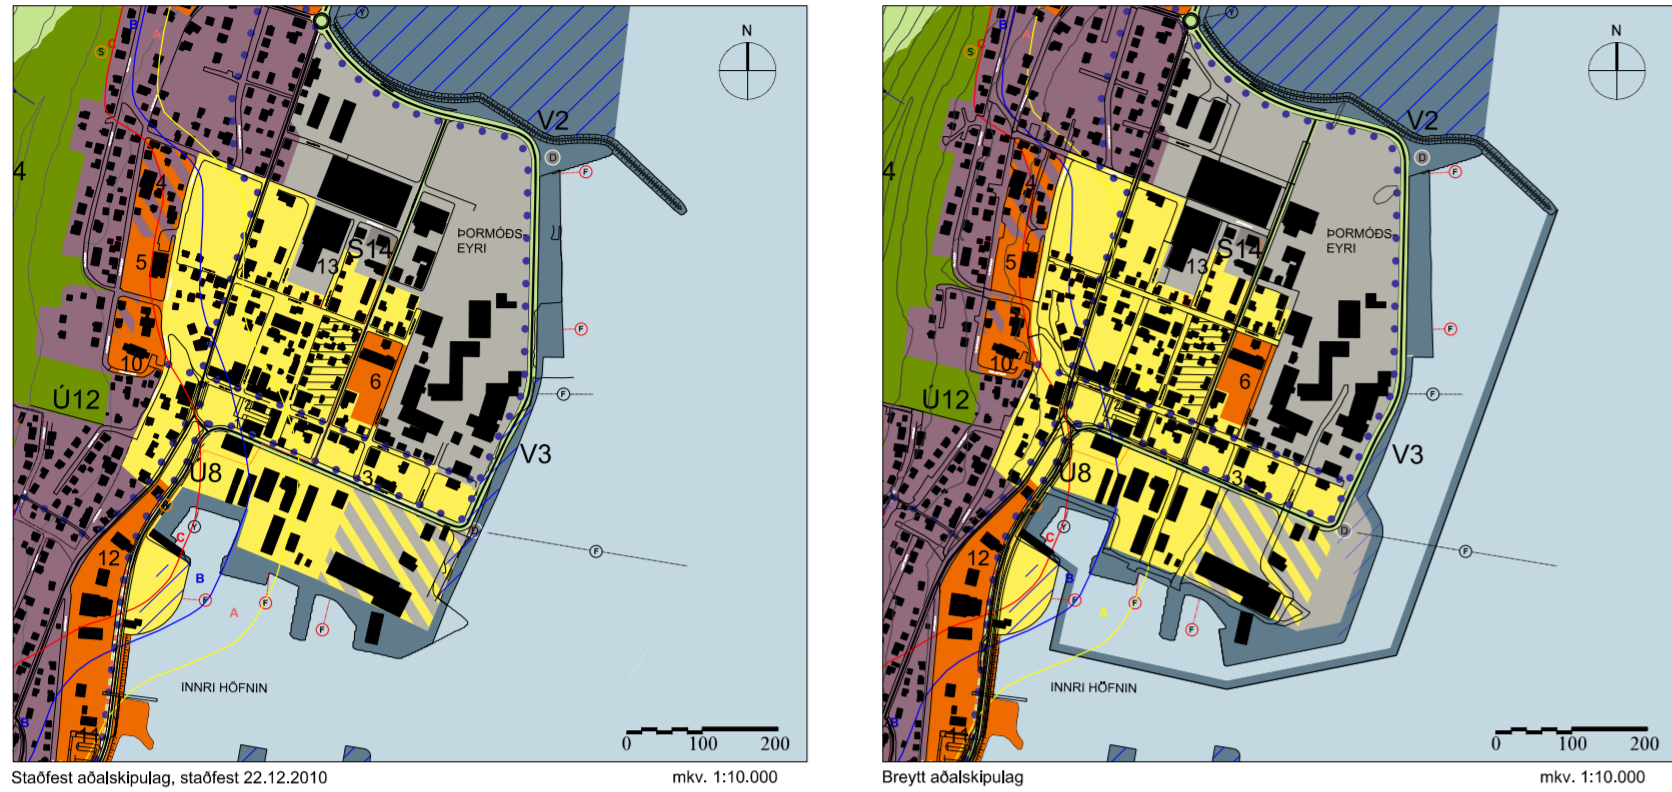 Y
B
A
C
S
N
V2
D
F
4
4
ÞORMÓÐS-
EYRI
S14
13
5
F
10
6
F
Ú12
V3
3
U8
D
Y
C
F
12
B
F
F
A
F
INNRI HÖFNIN
B
11
0 100 200
Staðfest aðalskipulag, staðfest 22.12.2010
mkv. 1:10.000
Y
B
A
C
S
N
V2
D
F
4
4
ÞORMÓÐS-
EYRI
S14
13
5
F
10
6
F
Ú12
V3
3
U8
D
Y
C
F
12
B
F
F
A
F
INNRI HÖFNIN
B
11
0 100 200
Breytt aðalskipulag
mkv. 1:10.000